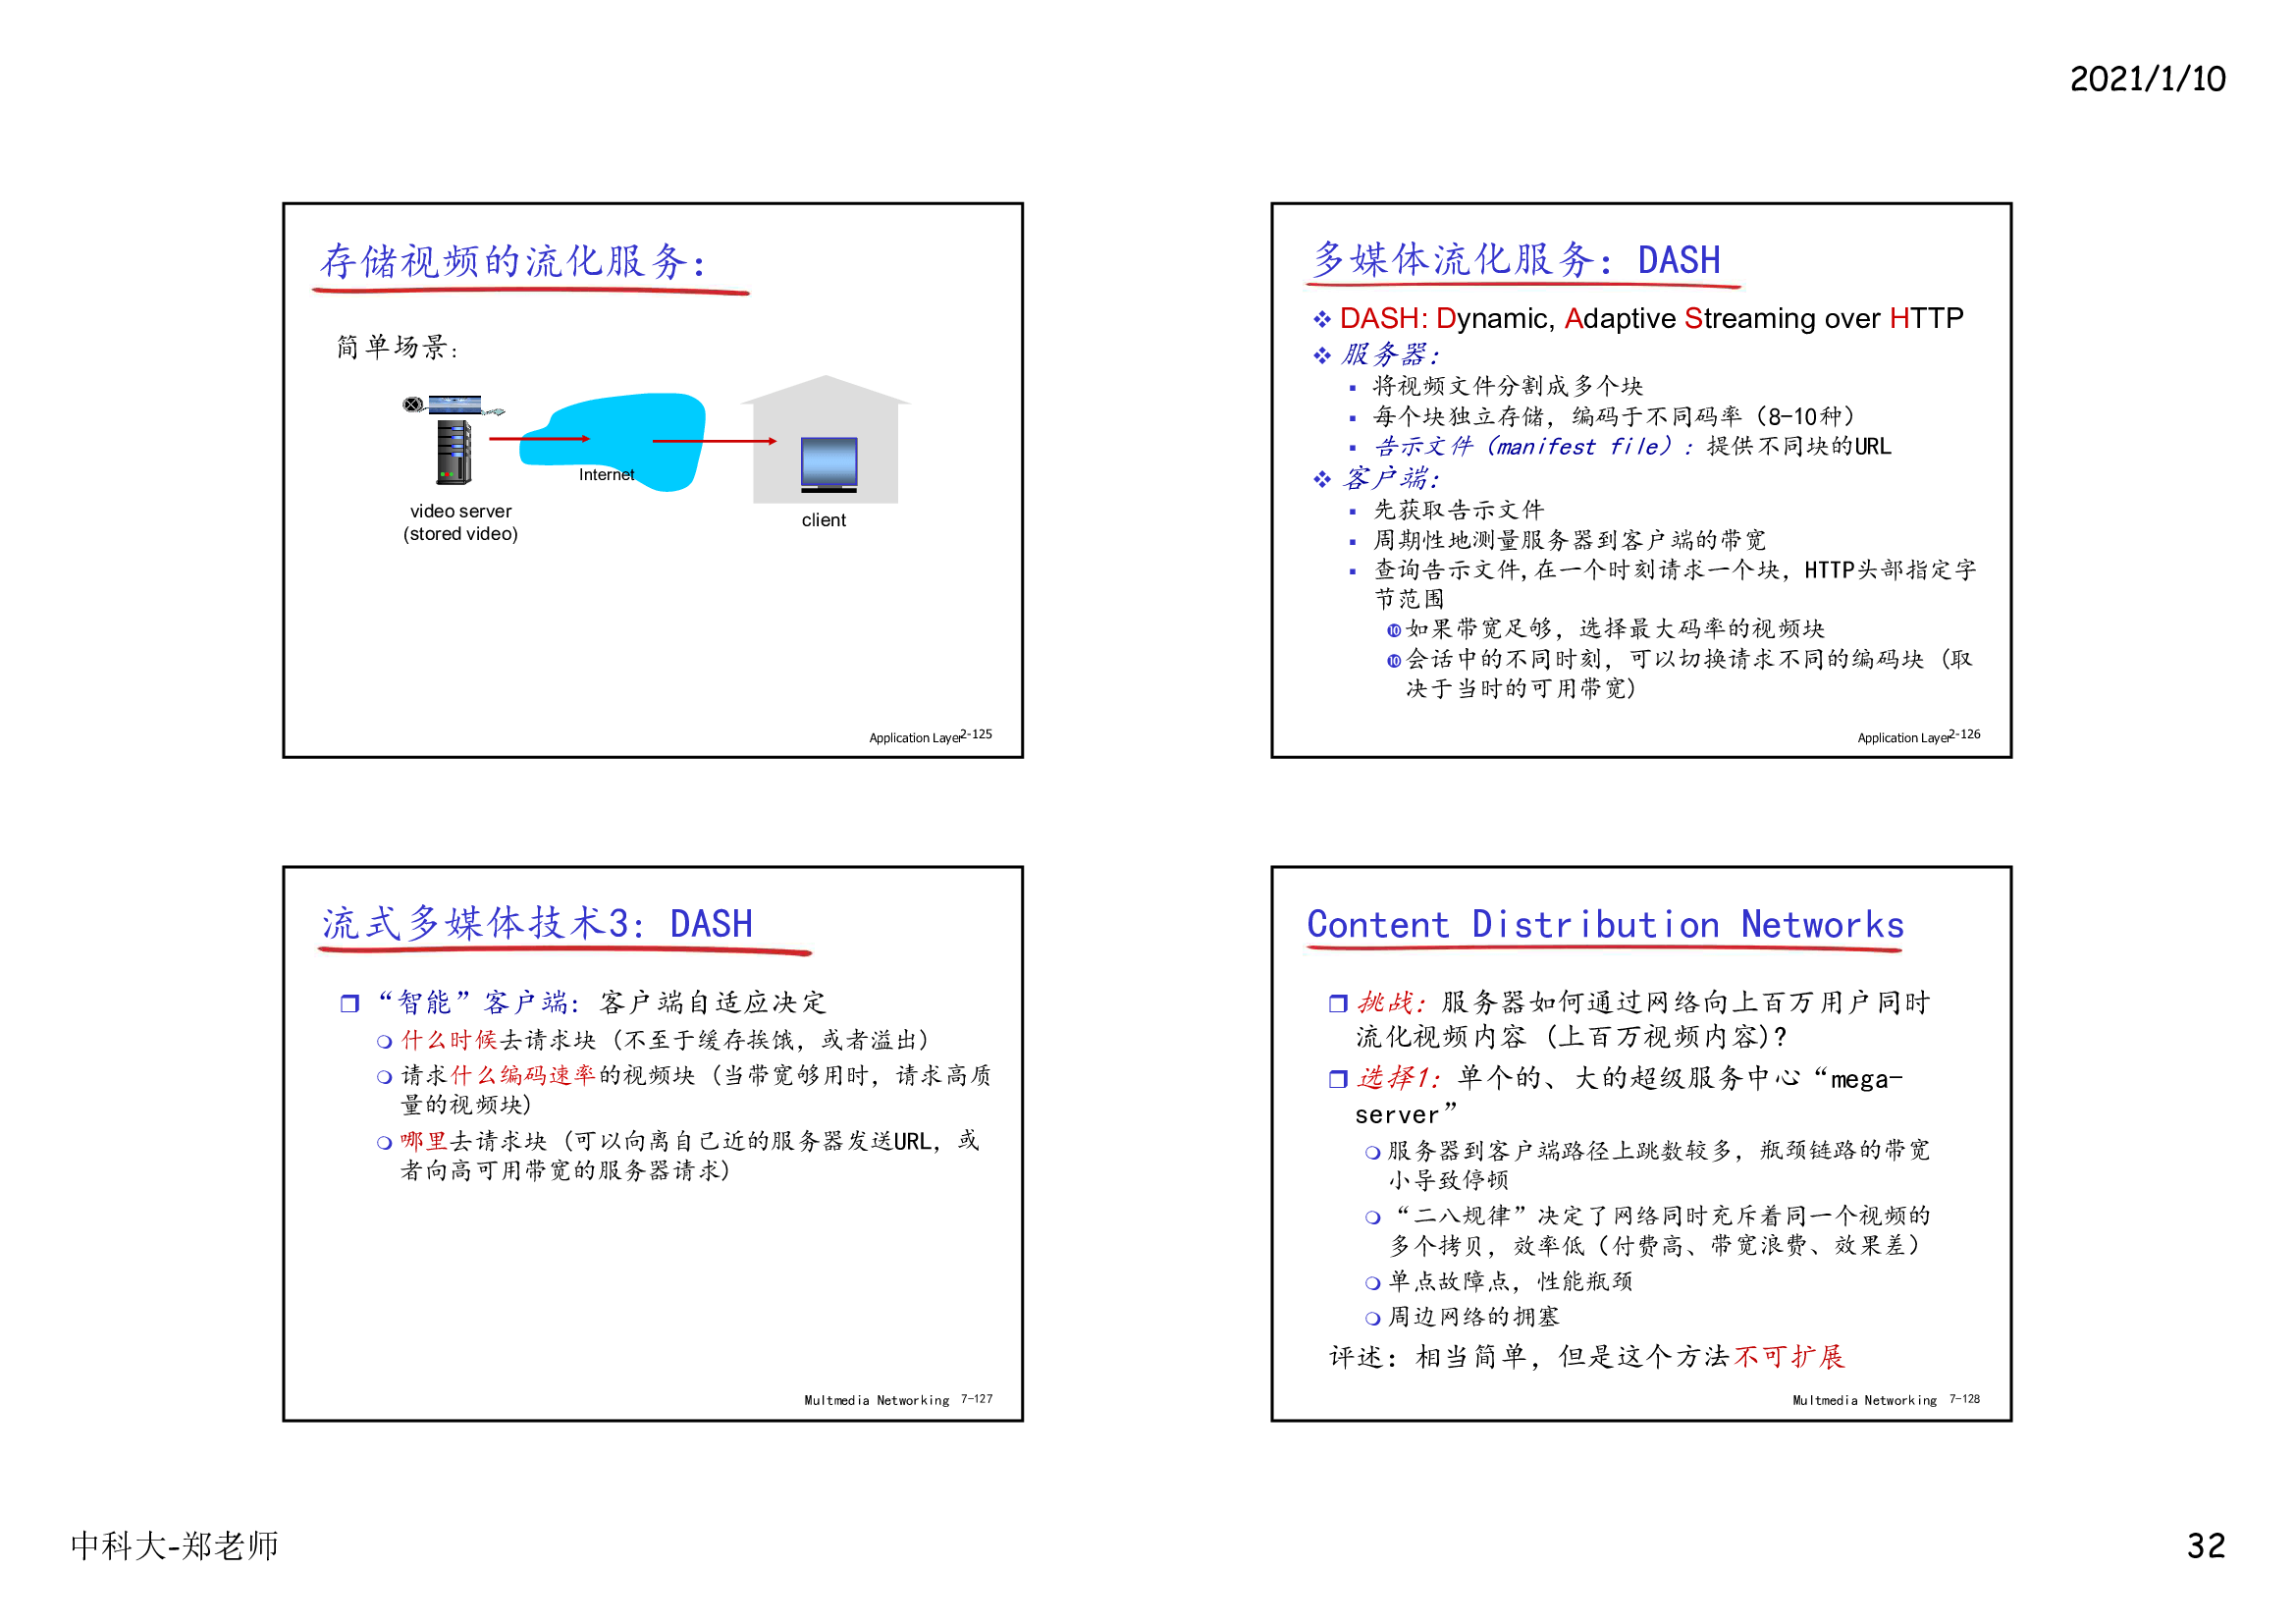 2021/1/10
存储视频的流化服务：
简单场景：
Internet
video server
(stored video)
client
Application Layer 2-125
多媒体流化服务：DASH
DASH: Dynamic, Adaptive Streaming over HTTP
服务器：
将视频文件分割成多个块
每个块独立存储，编码于不同码率（8-10种）
告示文件（manifest file）：提供不同块的URL
客户端：
先获取告示文件
周期性地测量服务器到客户端的带宽
查询告示文件,在一个时刻请求一个块，HTTP头部指定字
节范围
如果带宽足够，选择最大码率的视频块
会话中的不同时刻，可以切换请求不同的编码块（取
决于当时的可用带宽）
Application Layer 2-126
流式多媒体技术3：DASH
“智能”客户端：客户端自适应决定
什么时候去请求块（不至于缓存挨饿，或者溢出）
请求什么编码速率的视频块（当带宽够用时，请求高质
量的视频块）
哪里去请求块（可以向离自己近的服务器发送URL，或
者向高可用带宽的服务器请求）
Multmedia Networking 7-127
Content Distribution Networks
挑战：服务器如何通过网络向上百万用户同时
流化视频内容（上百万视频内容）?
选择1：单个的、大的超级服务中心“mega-
server”
服务器到客户端路径上跳数较多，瓶颈链路的带宽
小导致停顿
“二八规律”决定了网络同时充斥着同一个视频的
多个拷贝，效率低（付费高、带宽浪费、效果差）
单点故障点，性能瓶颈
周边网络的拥塞
评述：相当简单，但是这个方法不可扩展
Multmedia Networking 7-128
中科大-郑老师
32